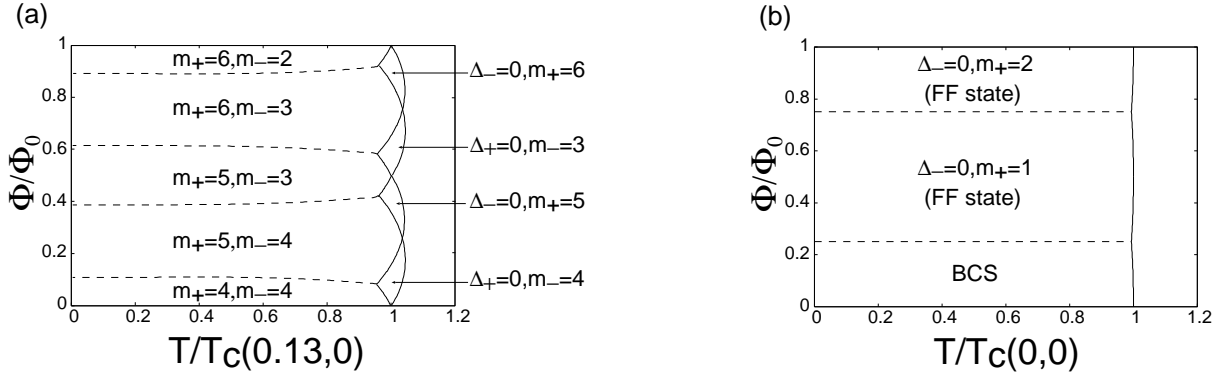 (a)
1
0.8
0.6
0.4
0.2
0
Φ/Φ0
m+=6,m−=2
m+=6,m−=3
m+=5,m−=3
m+=5,m−=4
m+=4,m−=4
Δ−=0,m+=6
Δ+=0,m−=3
Δ−=0,m+=5
Δ+=0,m−=4
0 0.2 0.4 0.6 0.8 1 1.2
T/TC(0.13,0)
(b)
1
0.8
0.6
0.4
0.2
0
Φ/Φ0
Δ−=0,m+=2
(FF state)
Δ−=0,m+=1
(FF state)
BCS
0 0.2 0.4 0.6 0.8 1 1.2
T/TC(0,0)